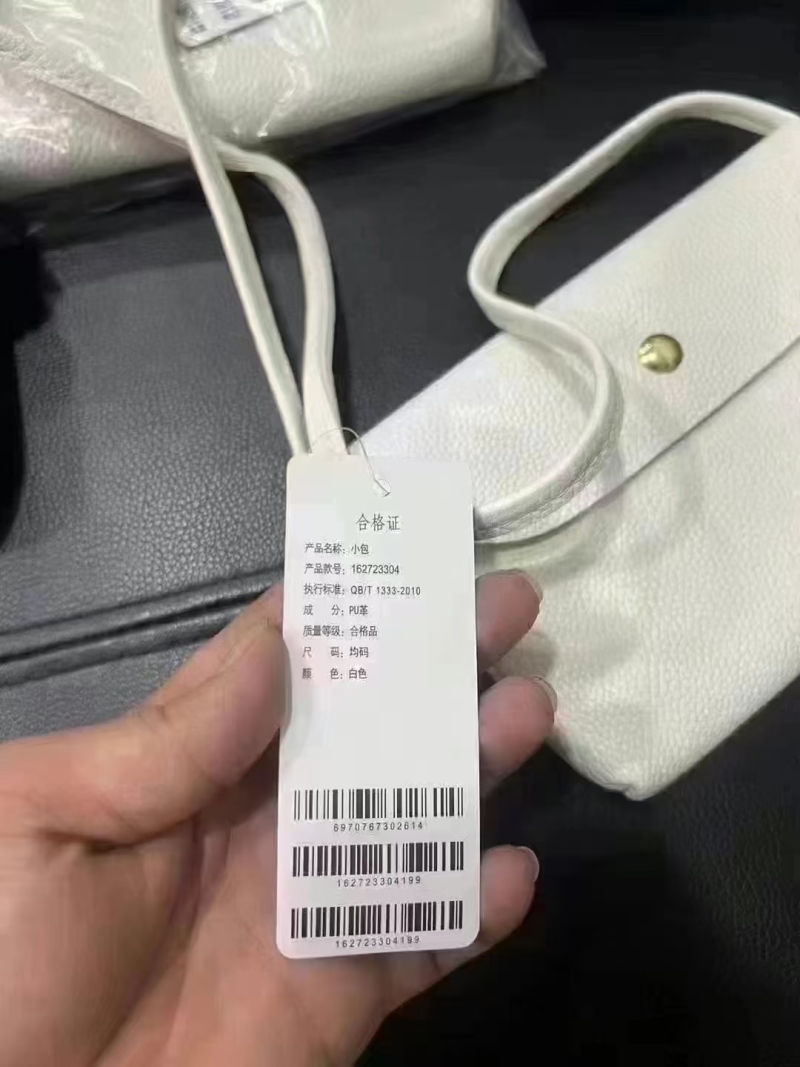 合格证
产品名称：小包
产品款号：162723304
执行标准：QB/T 1333-2010
成 分：PU革
质量等级：合格品
尺 码：均码
颜 色：白色
6970767302614
162723304199
162723304199